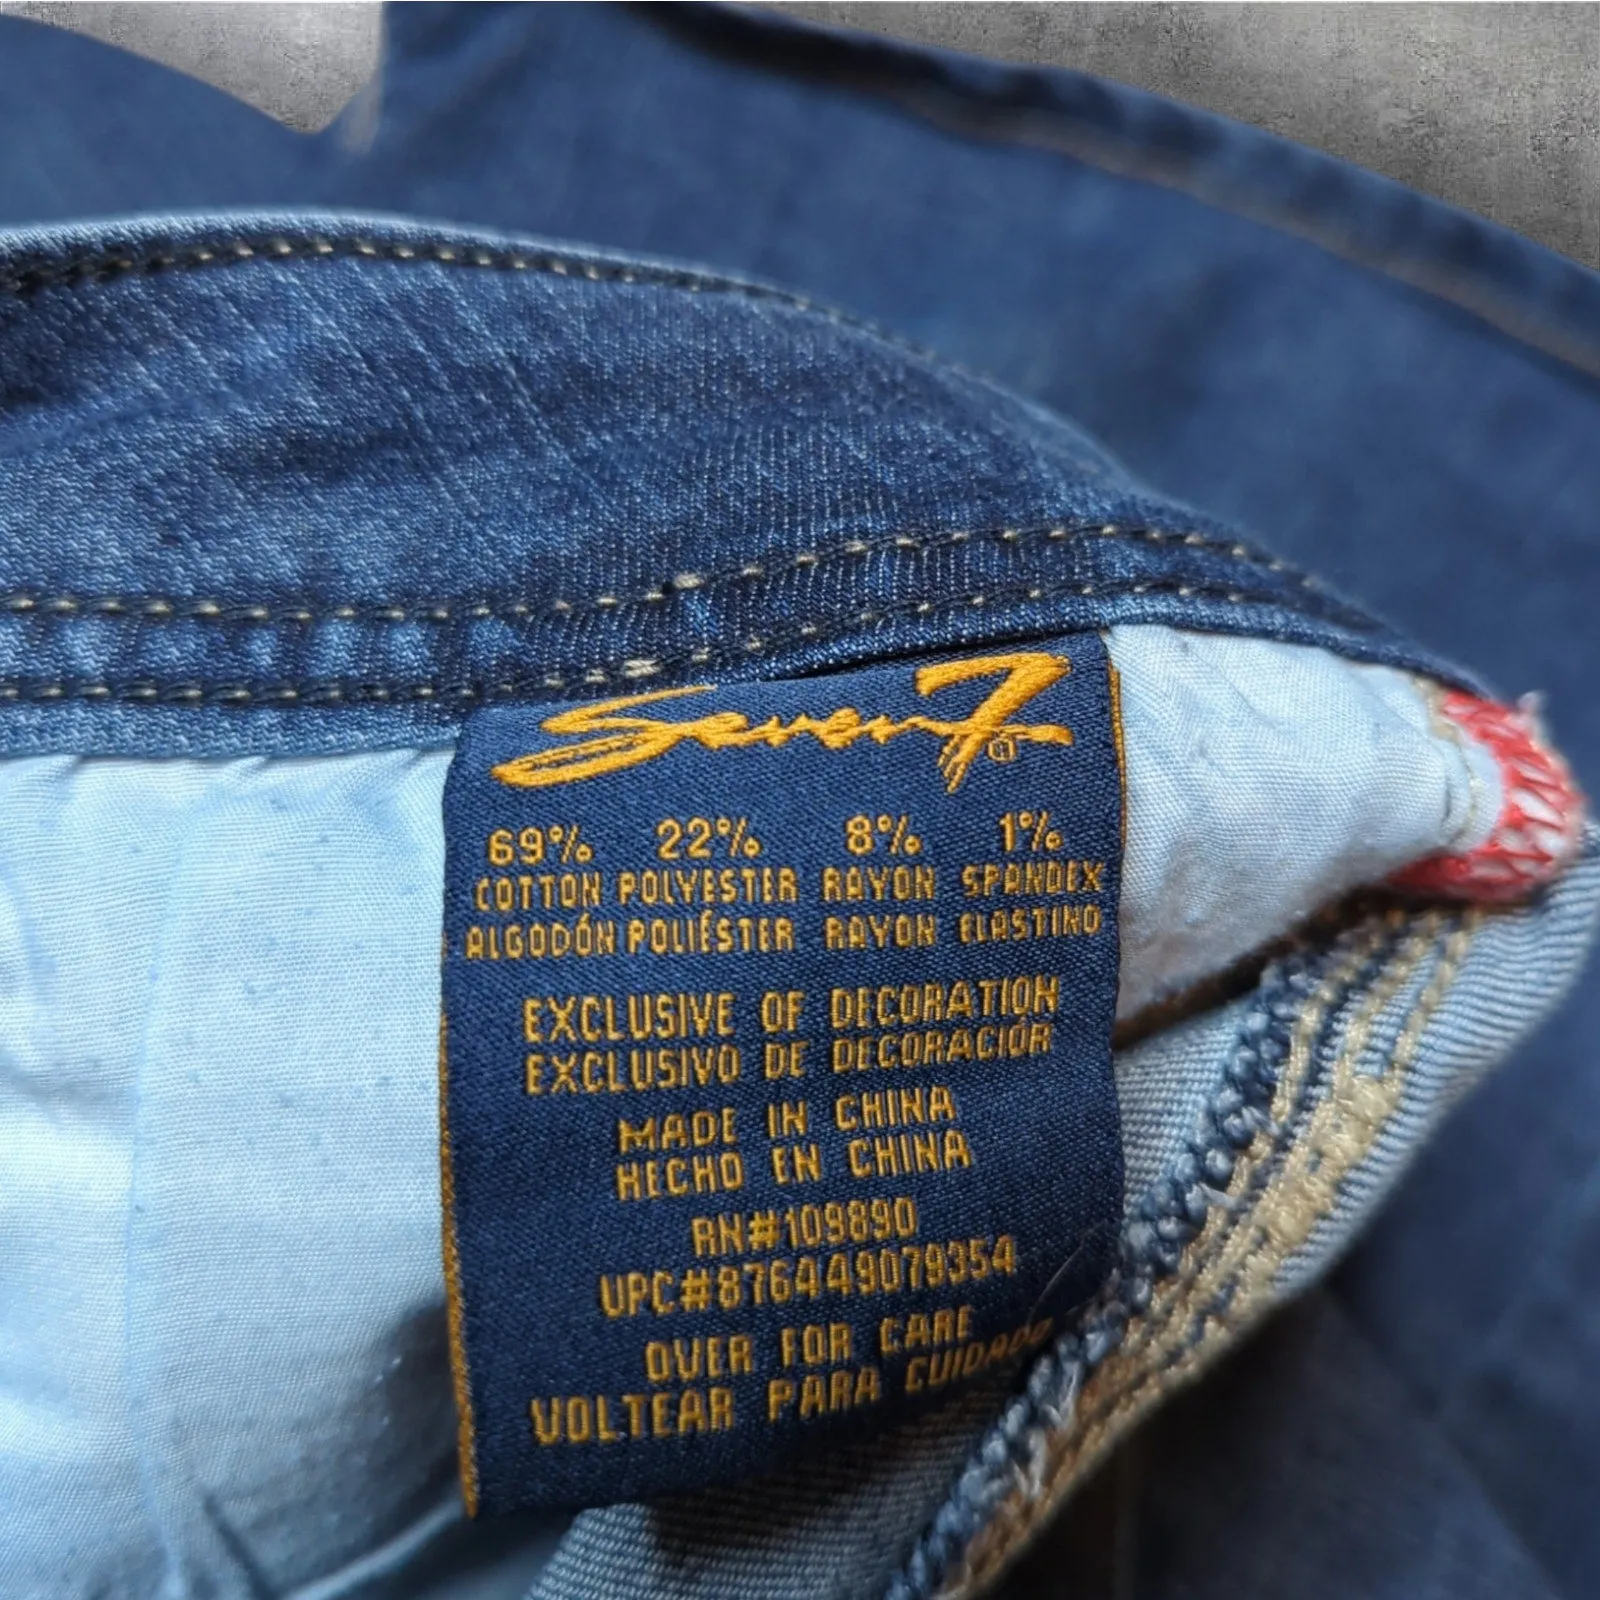 Seven7
69% 22% 8% 1%
COTTON POLYESTER RAYON SPANDEX
ALGODÓN POLIÉSTER RAYON ELASTINO
EXCLUSIVE OF DECORATION
EXCLUSIVO DE DECORACIÓR
MADE IN CHINA
HECHO EN CHINA
RN#109890
UPC#876449079354
OVER FOR CARE
VOLTEAR PARA CUIDADO